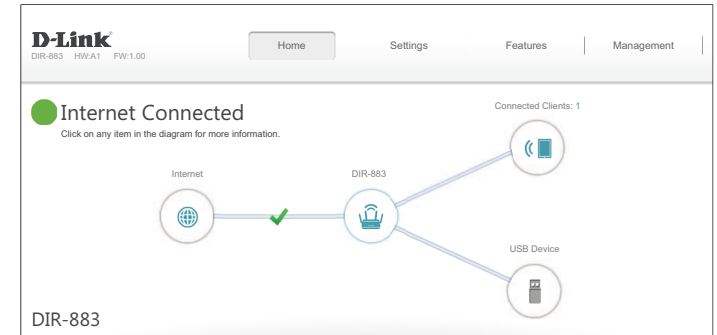 D-Link
DIR-883 HW:A1 FW:1.00
Home
Settings
Features
Management
Internet Connected
Click on any item in the diagram for more information.
Connected Clients: 1
Internet
DIR-883
USB Device
DIR-883